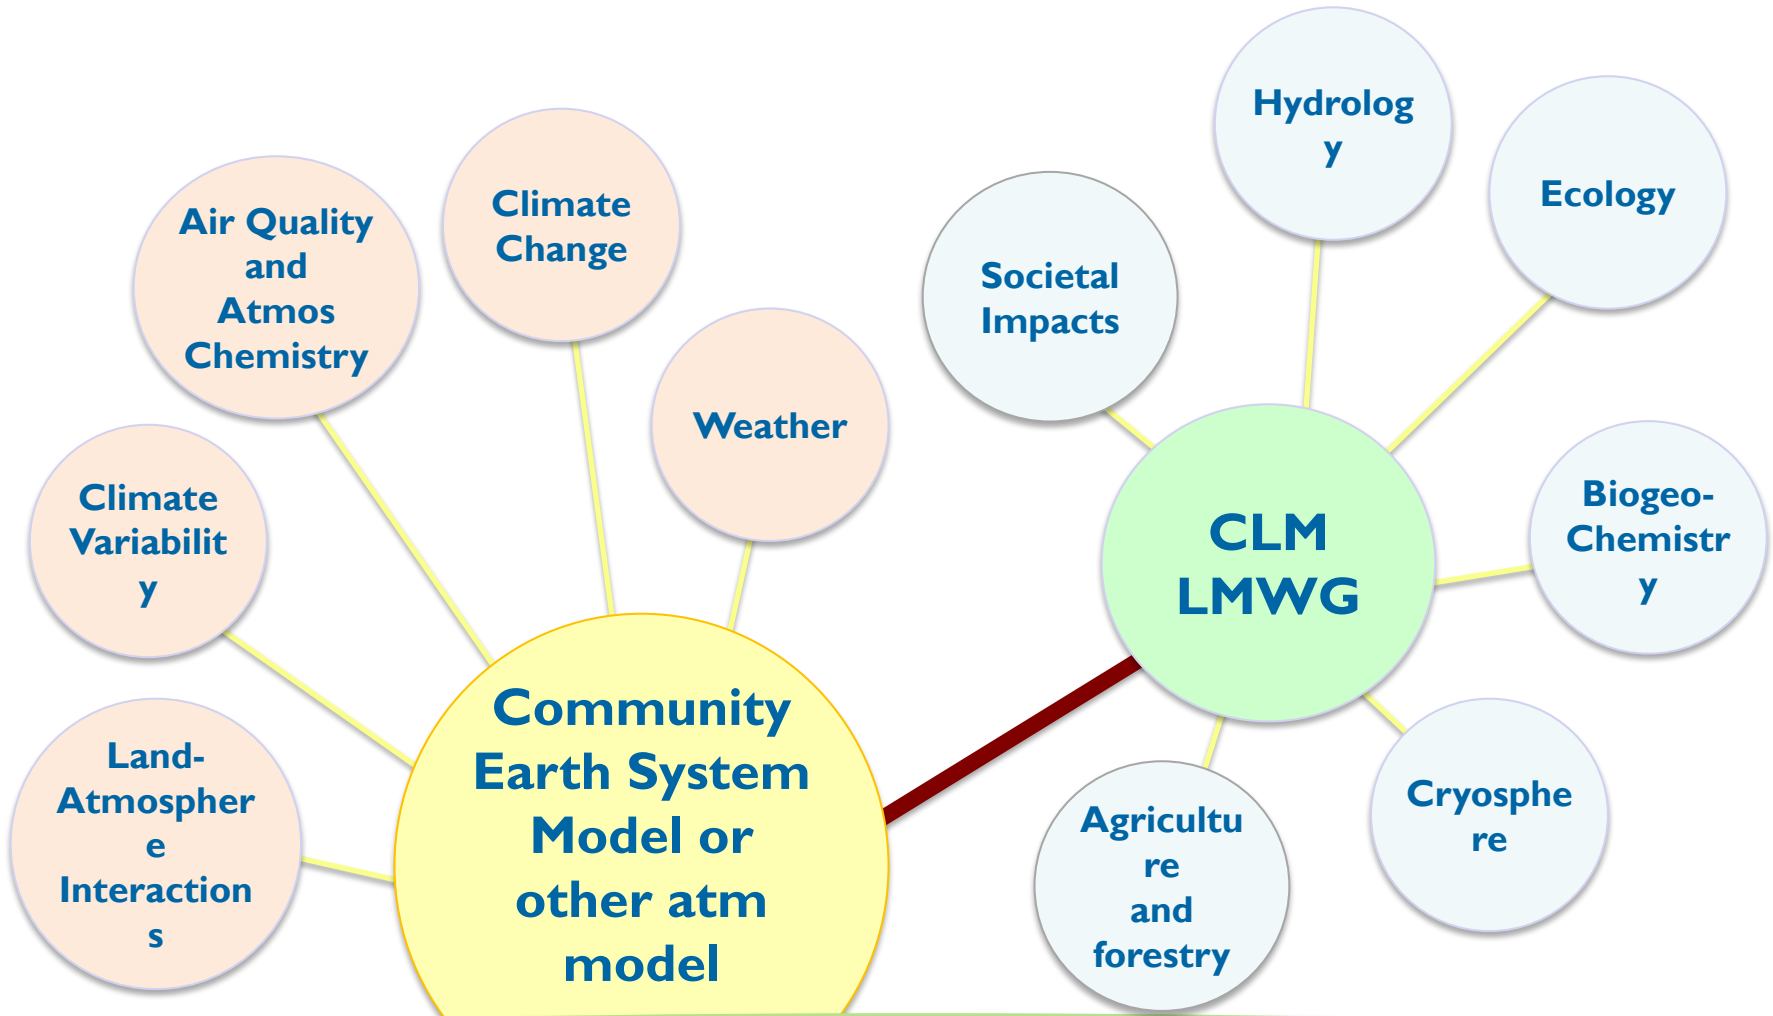 Hydrolog
y
Ecology
Climate
Change
Air Quality
and
Atmos
Chemistry
Societal
Impacts
Weather
Climate
Variabilit
y
Biogeo-
Chemistr
y
CLM
LMWG
Community
Earth System
Model or
other atm
model
Land-
Atmospher
e
Interaction
s
Agricultu
re
and
forestry
Cryosphe
re